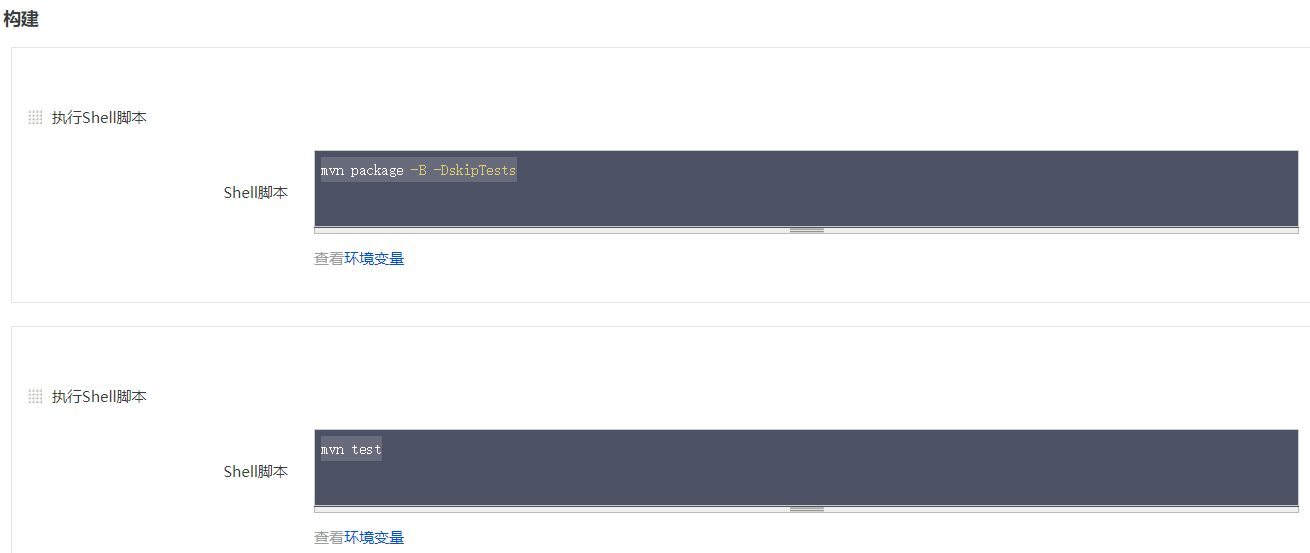 构建
执行Shell脚本
mvn package -B -DskipTests
Shell脚本
查看环境变量
执行Shell脚本
mvn test
Shell脚本
查看环境变量